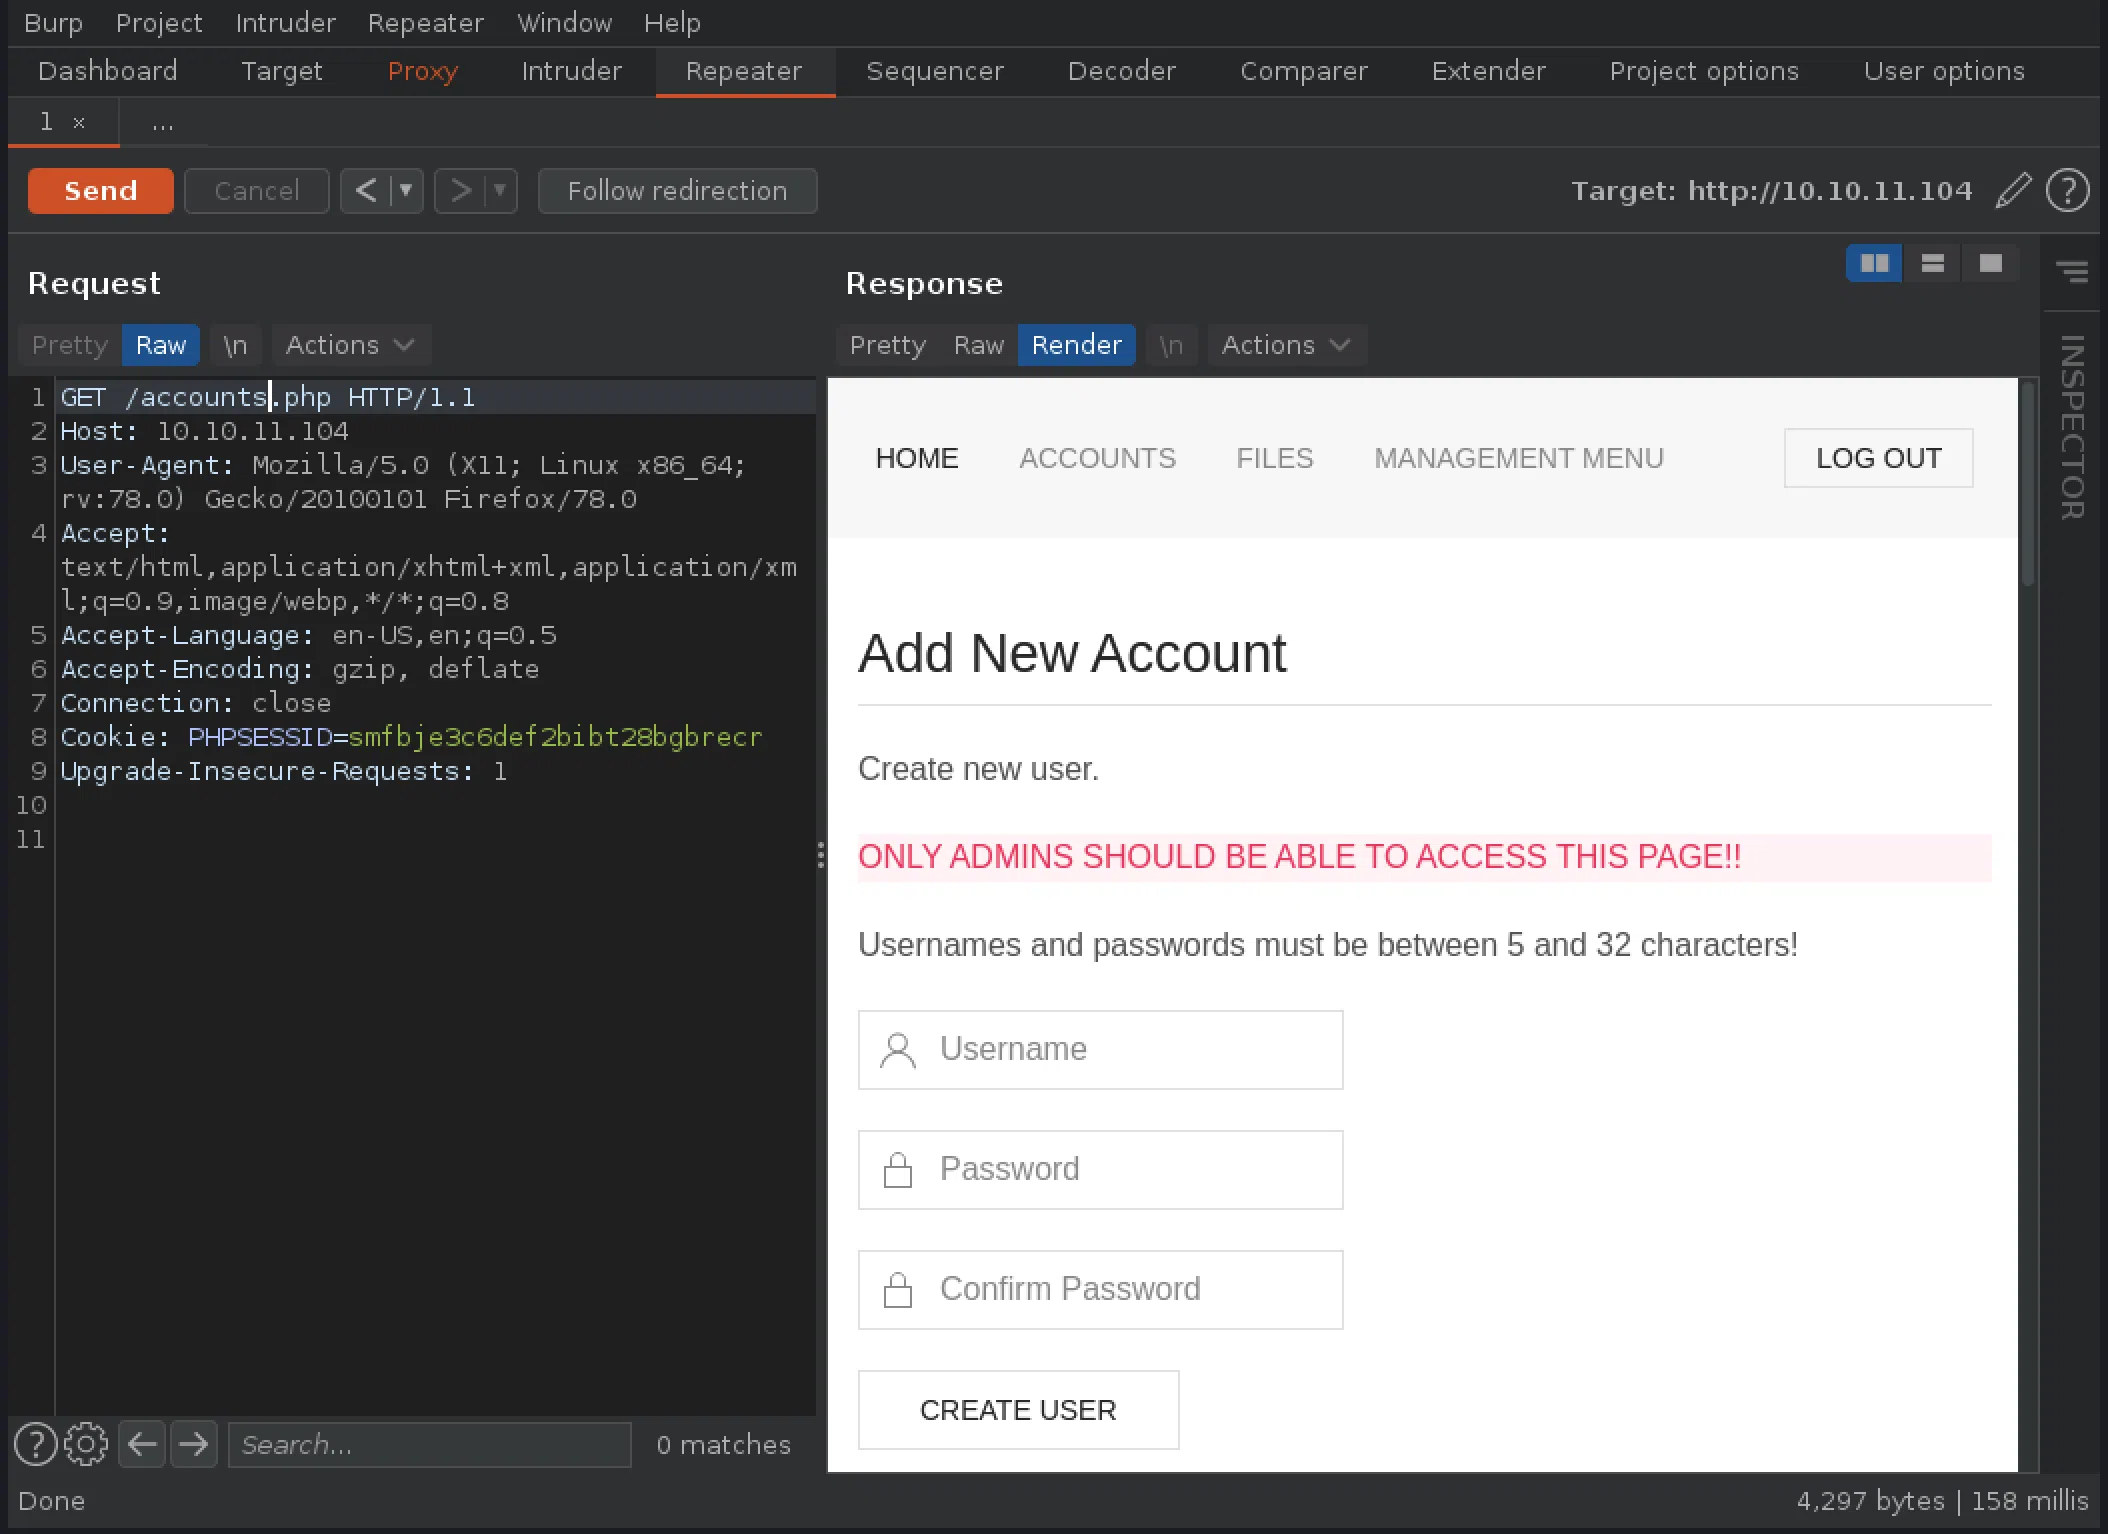 Burp Project Intruder Repeater Window Help
Dashboard Target Proxy Intruder Repeater Sequencer Decoder Comparer Extender Project options User options
1 × ...
Send Cancel < > Follow redirection Target: http://10.10.11.104
Request
Pretty Raw \n Actions
1 GET /accounts.php HTTP/1.1
2 Host: 10.10.11.104
3 User-Agent: Mozilla/5.0 (X11; Linux x86_64;
rv:78.0) Gecko/20100101 Firefox/78.0
4 Accept:
text/html,application/xhtml+xml,application/xm
l;q=0.9,image/webp,*/*;q=0.8
5 Accept-Language: en-US,en;q=0.5
6 Accept-Encoding: gzip, deflate
7 Connection: close
8 Cookie: PHPSESSID=smfbje3c6def2bibt28bgbrecr
9 Upgrade-Insecure-Requests: 1
10
11
Search... 0 matches
Response
Pretty Raw Render \n Actions
HOME ACCOUNTS FILES MANAGEMENT MENU LOG OUT
Add New Account
Create new user.
ONLY ADMINS SHOULD BE ABLE TO ACCESS THIS PAGE!!
Usernames and passwords must be between 5 and 32 characters!
Username
Password
Confirm Password
CREATE USER
INSPECTOR
Done 4,297 bytes | 158 millis